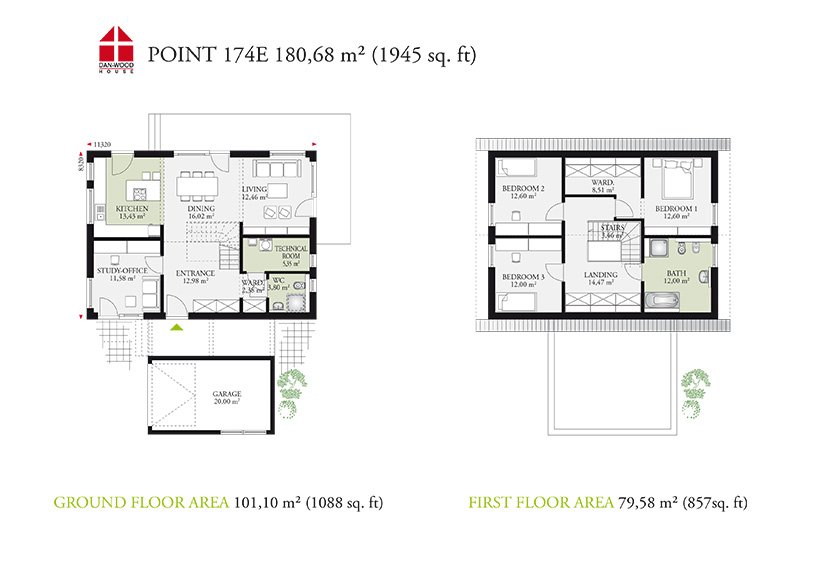 DAN-WOOD
HOUSE
POINT 174E 180,68 m² (1945 sq. ft)
11320
8320
KITCHEN
13,43 m²
DINING
16,02 m²
LIVING
12,46 m²
TECHNICAL
ROOM
5,35 m²
STUDY-OFFICE
11,58 m²
ENTRANCE
12,98 m²
WARD.
2,38 m²
WC
3,80 m²
GARAGE
20.00 m²
BEDROOM 2
12,60 m²
WARD.
8,51 m²
BEDROOM 1
12,60 m²
STAIRS
3,46 m²
BEDROOM 3
12.00 m²
LANDING
14,47 m²
BATH
12,00 m²
GROUND FLOOR AREA 101,10 m² (1088 sq. ft)
FIRST FLOOR AREA 79,58 m² (857sq. ft)